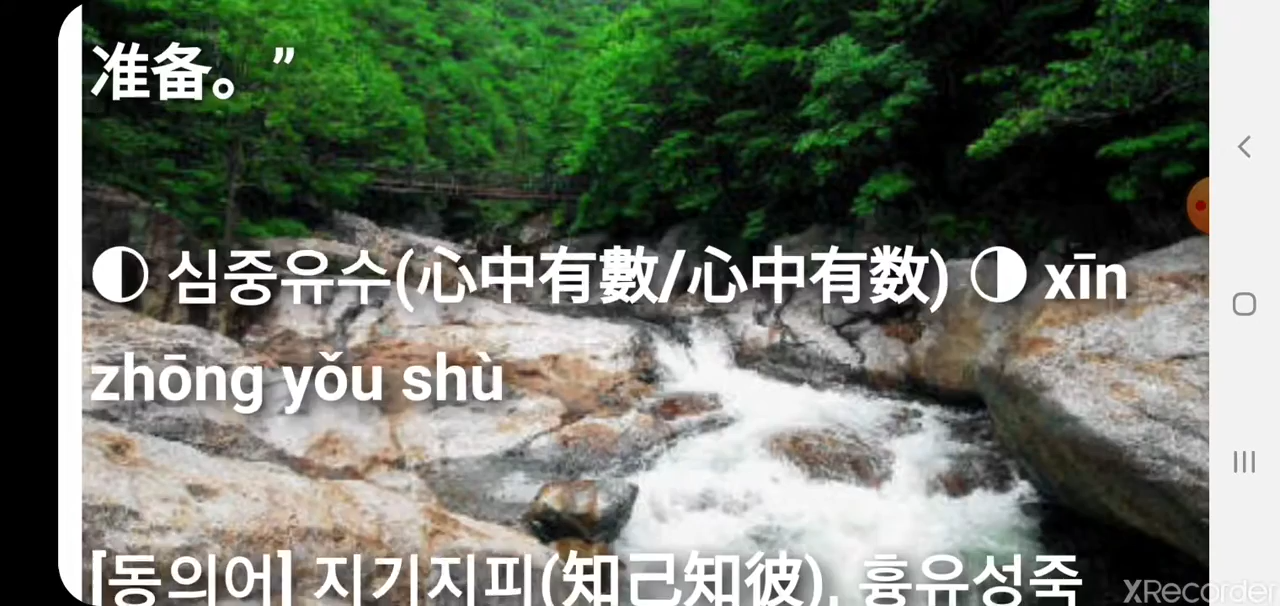 准备。”
◐ 심중유수(心中有數/心中有数) ◑ xīn
zhōng yǒu shù
[동의어] 지기지피(知己知彼), 흉유성죽
XRecorder